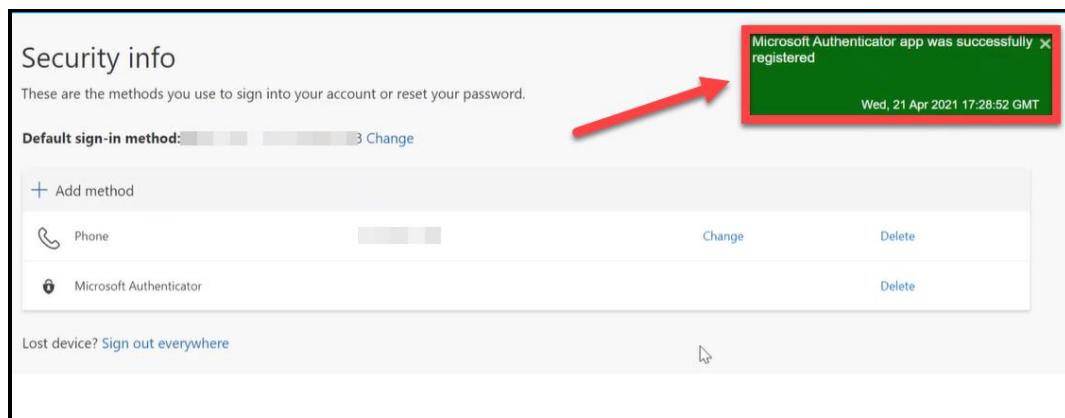 Microsoft Authenticator app was successfully
registered
Wed, 21 Apr 2021 17:28:52 GMT
Security info
These are the methods you use to sign into your account or reset your password.
Default sign-in method: 3 Change
Add method
Phone Change Delete
Microsoft Authenticator Delete
Lost device? Sign out everywhere